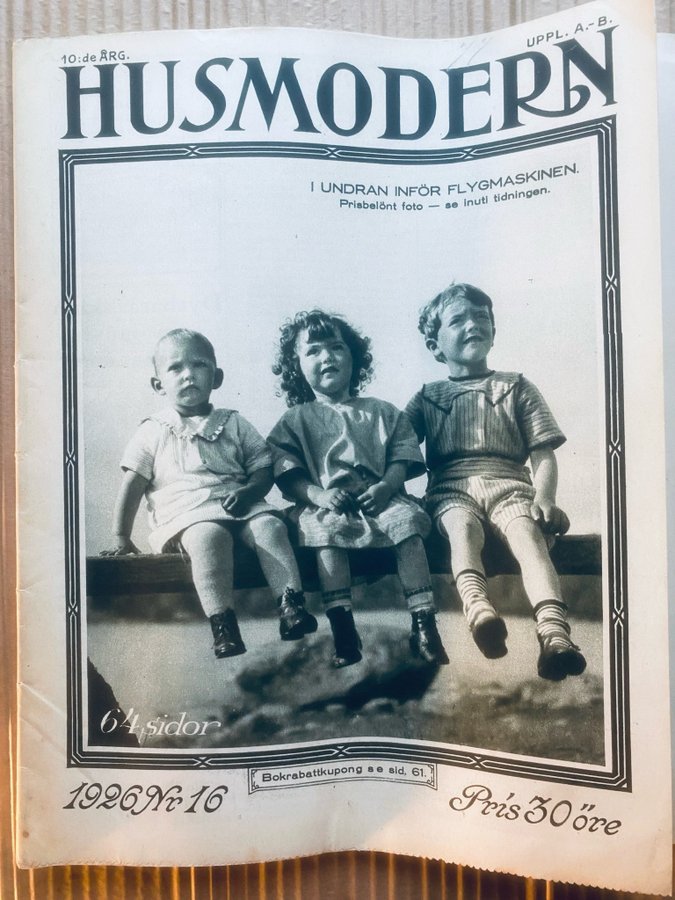 10:de ÅRG.
UPPL. A.-B.
HUSMODERN
I UNDRAN INFÖR FLYGMASKINEN.
Prisbelönt foto — se inuti tidningen.
64 sidor
Bokrabattkupong se sid. 61.
1926 Nr 16
Pris 30 öre